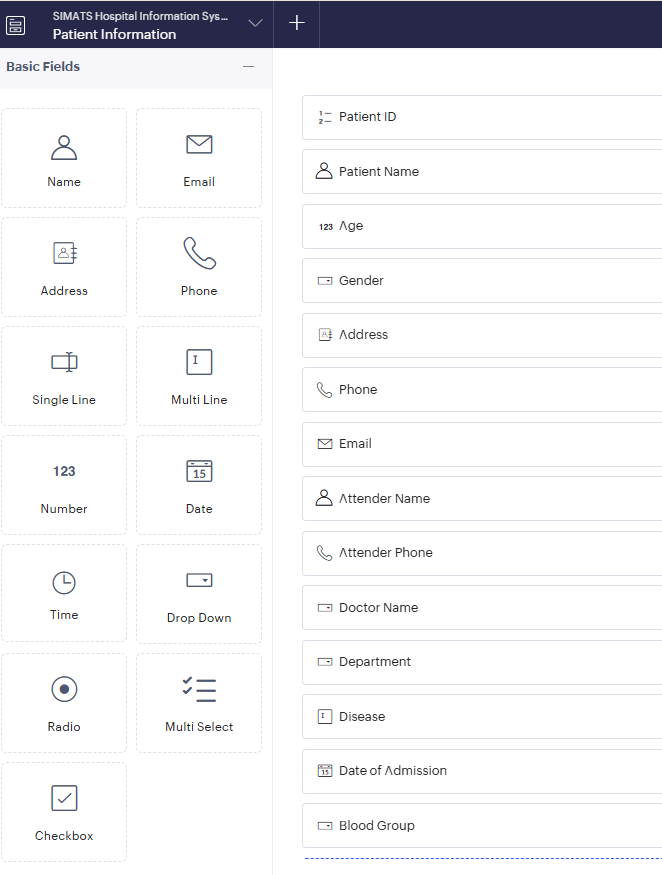 SIMATS Hospital Information Sys...
Patient Information
Basic Fields
Name
Email
Address
Phone
Single Line
Multi Line
123
Number
15
Date
Time
Drop Down
Radio
Multi Select
Checkbox
Patient ID
Patient Name
123 Age
Gender
Address
Phone
Email
Attender Name
Attender Phone
Doctor Name
Department
Disease
15 Date of Admission
Blood Group